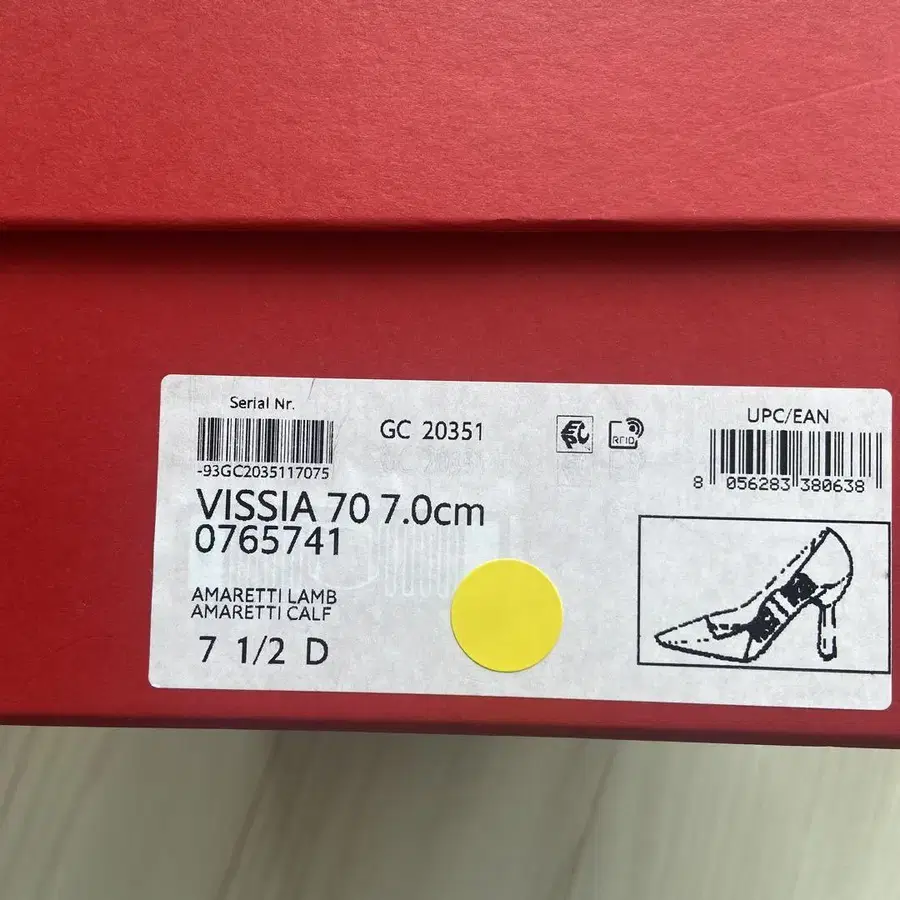 Serial Nr.
-93GC2035117075
GC 20351
RFID
UPC/EAN
8 056283 380638
VISSIA 70 7.0cm
0765741
AMARETTI LAMB
AMARETTI CALF
7 1/2 D